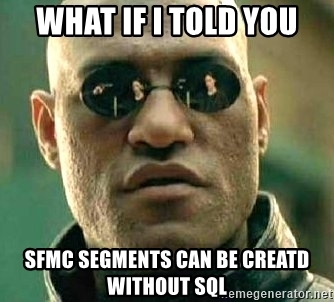 WHAT IF I TOLD YOU
SFMC SEGMENTS CAN BE CREATD
WITHOUT SQL
emegenerator.net